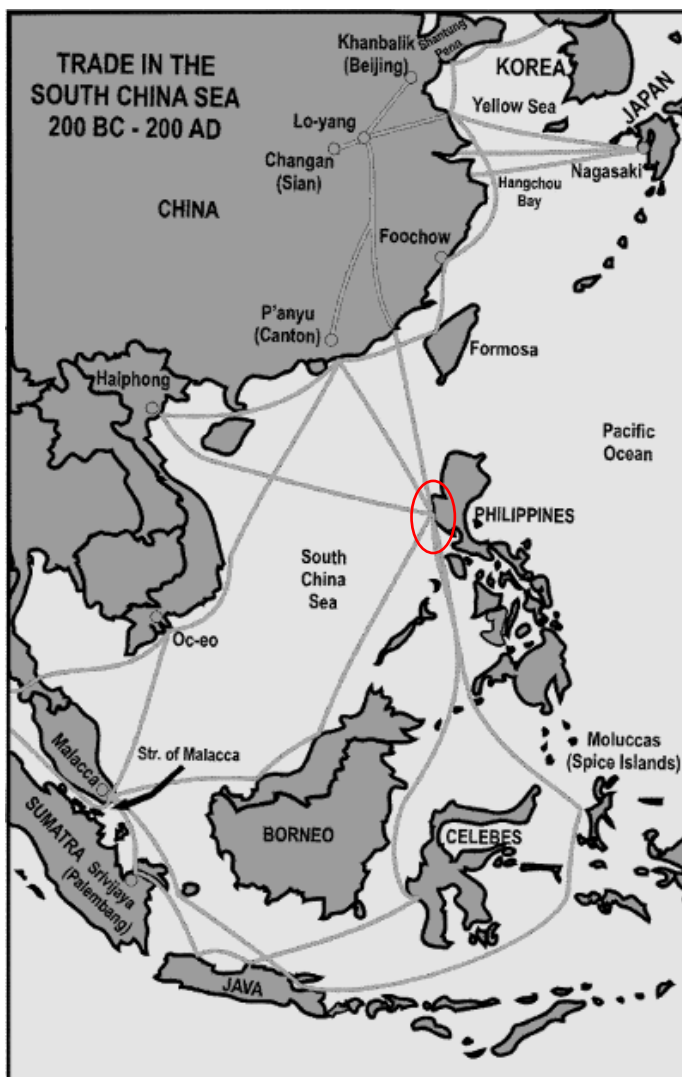 TRADE IN THE
SOUTH CHINA SEA
200 BC - 200 AD
Khanbalik
(Beijing)
Shantung
Pena
KOREA
JAPAN
Yellow Sea
Lo-yang
Changan
(Sian)
Nagasaki
Hangchou
Bay
CHINA
Foochow
P'anyu
(Canton)
Formosa
Haiphong
Pacific
Ocean
PHILIPPINES
South
China
Sea
Oc-eo
Str. of Malacca
Malacca
Moluccas
(Spice Islands)
SUMATRA
BORNEO
CELEBES
Srivijaya
(Palembang)
JAVA